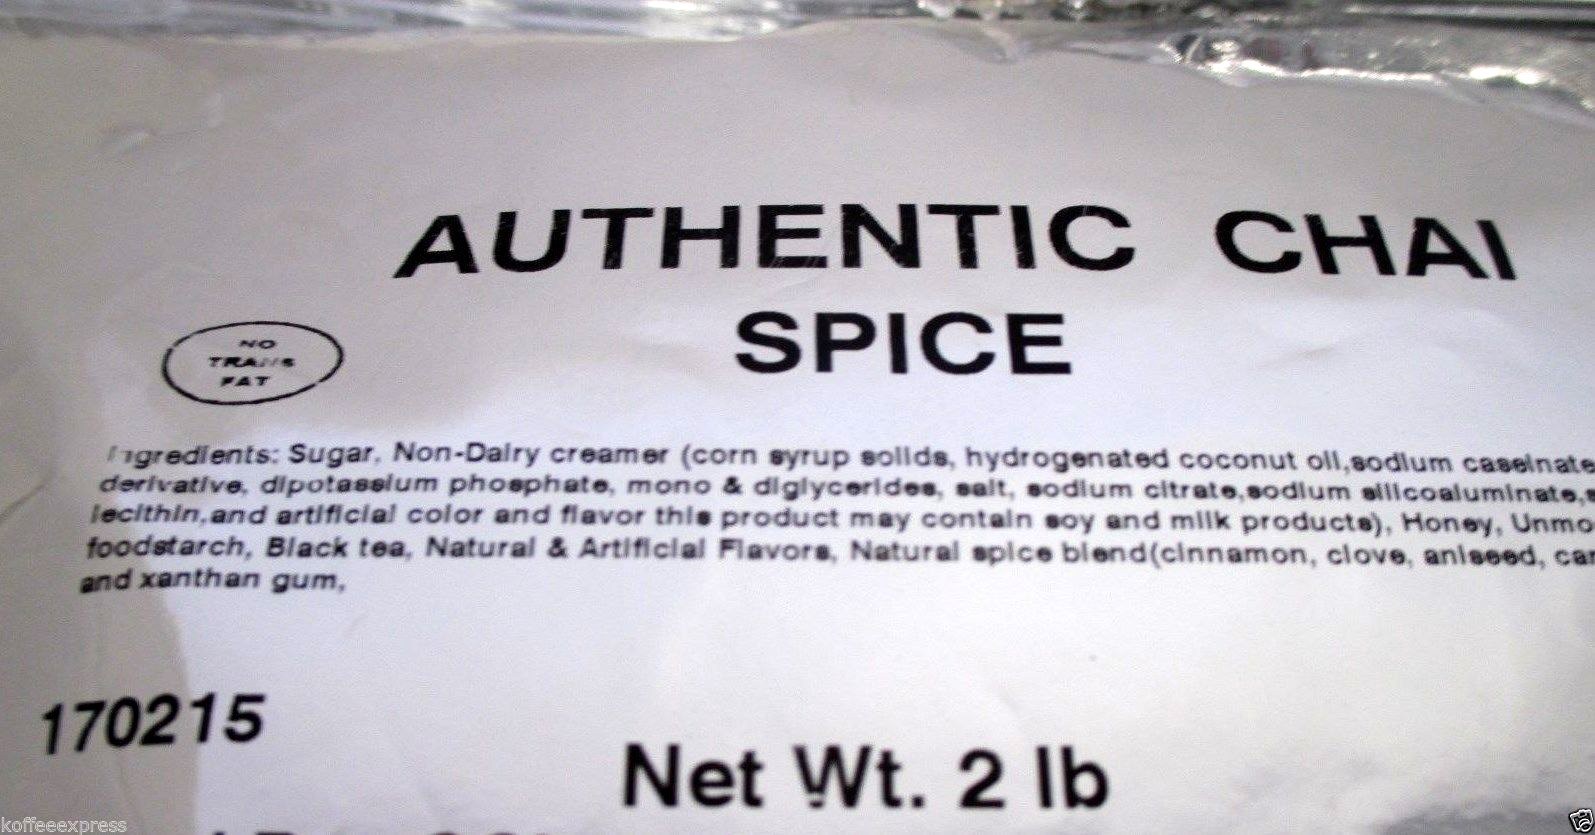 AUTHENTIC CHAI
SPICE
NO
TRANS
FAT
Ingredients: Sugar, Non-Dairy creamer (corn syrup solids, hydrogenated coconut oil,sodium caseinate
derivative, dipotassium phosphate, mono & diglycerides, salt, sodium citrate,sodium silicoaluminate,
lecithin,and artificial color and flavor this product may contain soy and milk products), Honey, Unmo
foodstarch, Black tea, Natural & Artificial Flavors, Natural spice blend(cinnamon, clove, aniseed, car
and xanthan gum,
170215
Net Wt. 2 lb
koffeeexpress